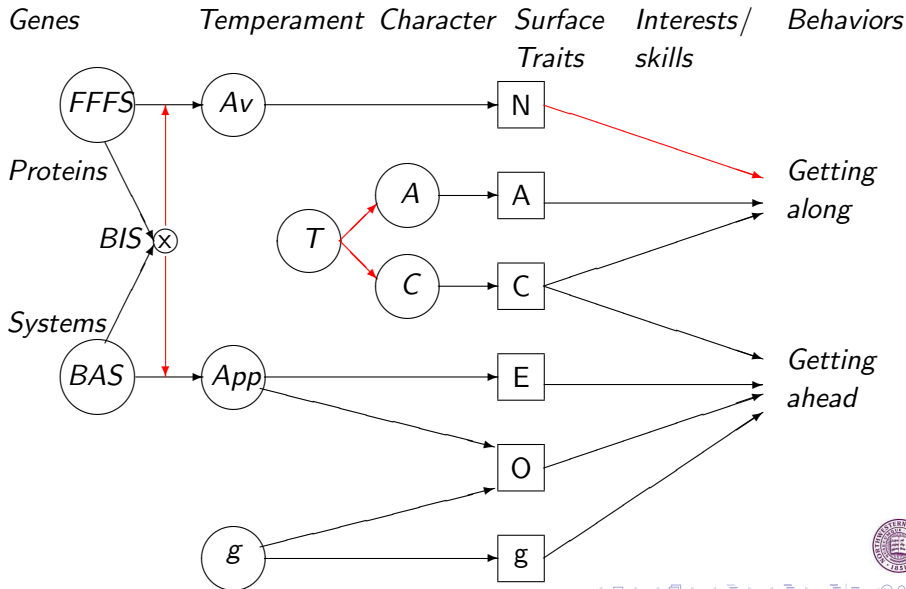 Genes Temperament Character Surface Interests/ Behaviors
Traits skills
FFFS Av N
Proteins A A Getting
along
BIS x T
C C
Systems
BAS App E Getting
ahead
O
g g